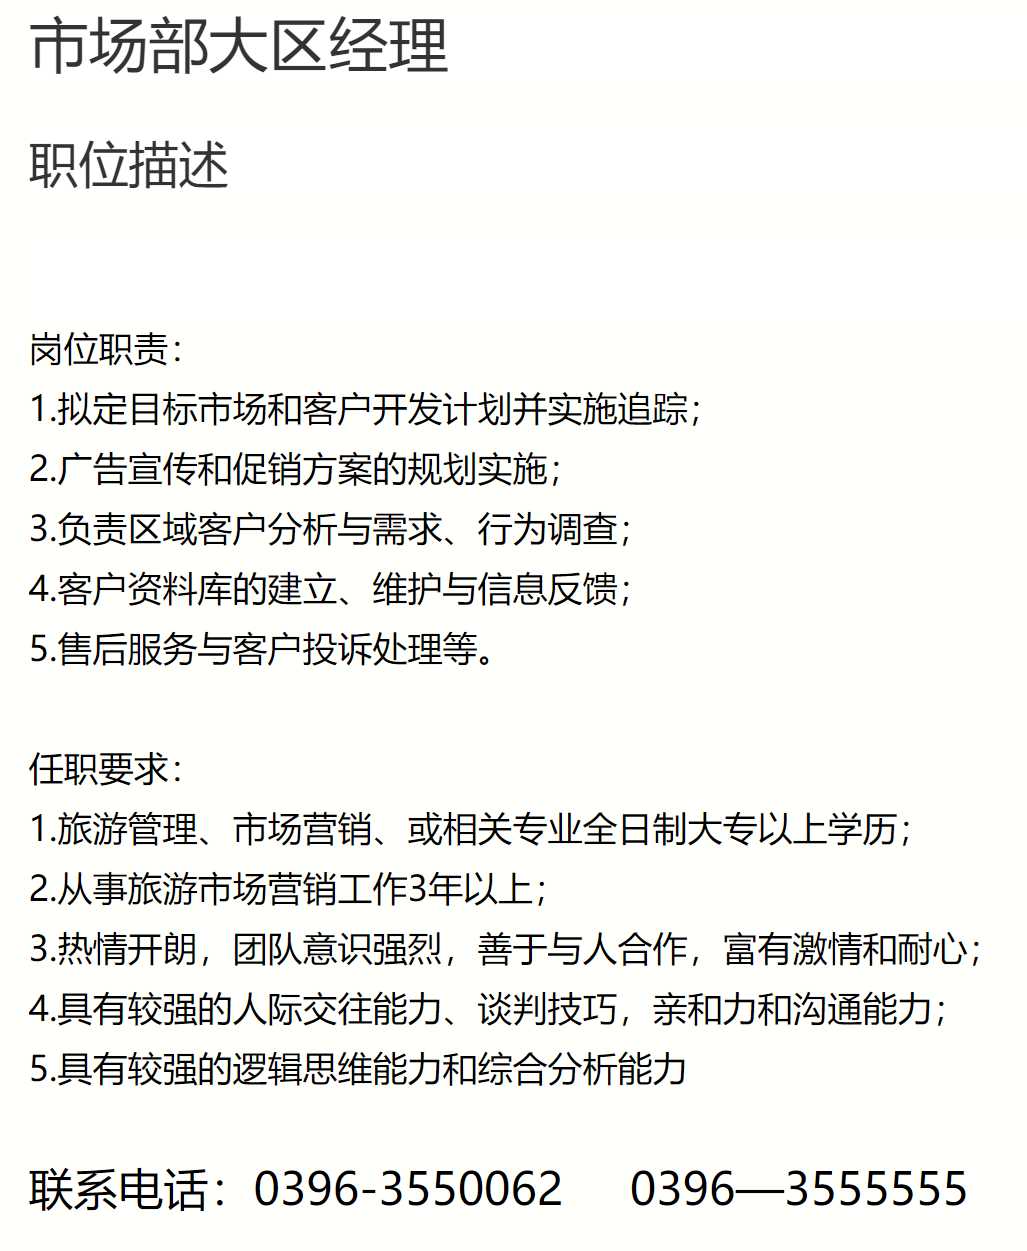 市场部大区经理
职位描述
岗位职责：
1.拟定目标市场和客户开发计划并实施追踪；
2.广告宣传和促销方案的规划实施；
3.负责区域客户分析与需求、行为调查；
4.客户资料库的建立、维护与信息反馈；
5.售后服务与客户投诉处理等。
任职要求：
1.旅游管理、市场营销、或相关专业全日制大专以上学历；
2.从事旅游市场营销工作3年以上；
3.热情开朗，团队意识强烈，善于与人合作，富有激情和耐心；
4.具有较强的人际交往能力、谈判技巧，亲和力和沟通能力；
5.具有较强的逻辑思维能力和综合分析能力
联系电话：0396-3550062 0396—3555555